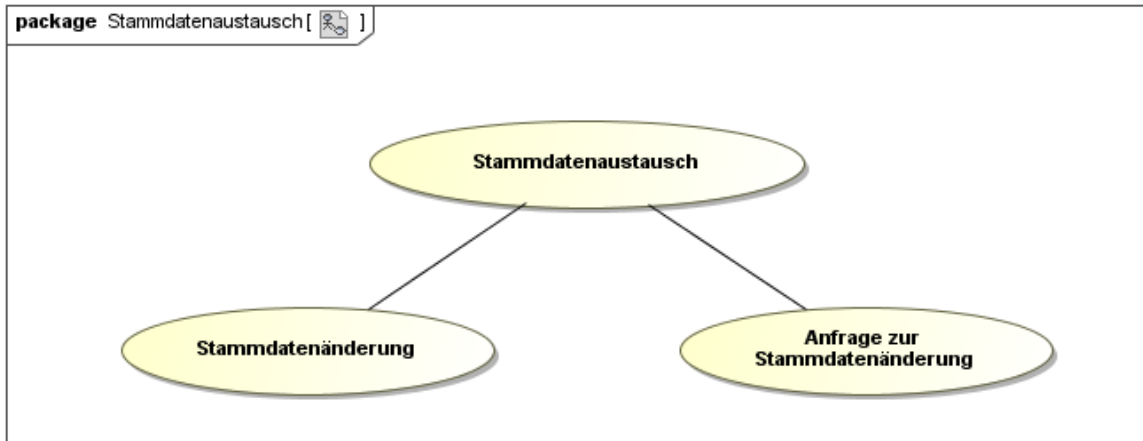 package Stammdatenaustausch [ ]
Stammdatenaustausch
Stammdatenänderung
Anfrage zur
Stammdatenänderung